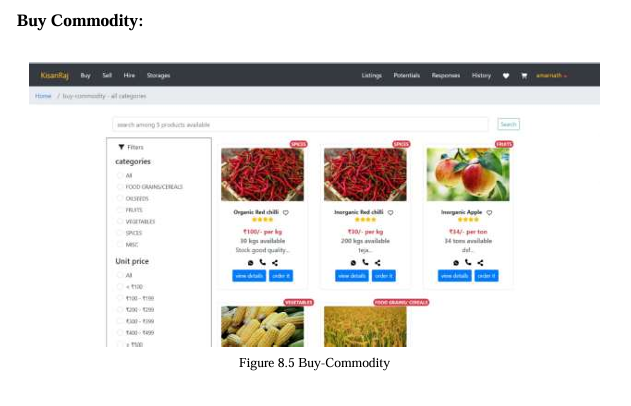 Buy Commodity:
KisanRaj Buy Sell Hire Storages Listings Potentials Responses History amarnath
Home / buy-commodity - all categories
search among 5 products available Search
Filters
categories
All
FOOD GRAINS/CEREALS
OILSEEDS
FRUITS
VEGETABLES
SPICES
MISC
Unit price
All
< ₹100
₹100 - ₹199
₹200 - ₹299
₹300 - ₹399
₹400 - ₹499
> ₹500
SPICES
Organic Red chilli
₹100/- per kg
30 kgs available
Stock good quality...
view details order it
SPICES
Inorganic Red chilli
₹30/- per kg
200 kgs available
teja...
view details order it
FRUITS
Inorganic Apple
₹34/- per ton
34 tons available
def...
view details order it
VEGETABLES
FOOD GRAINS/ CEREALS
Figure 8.5 Buy-Commodity